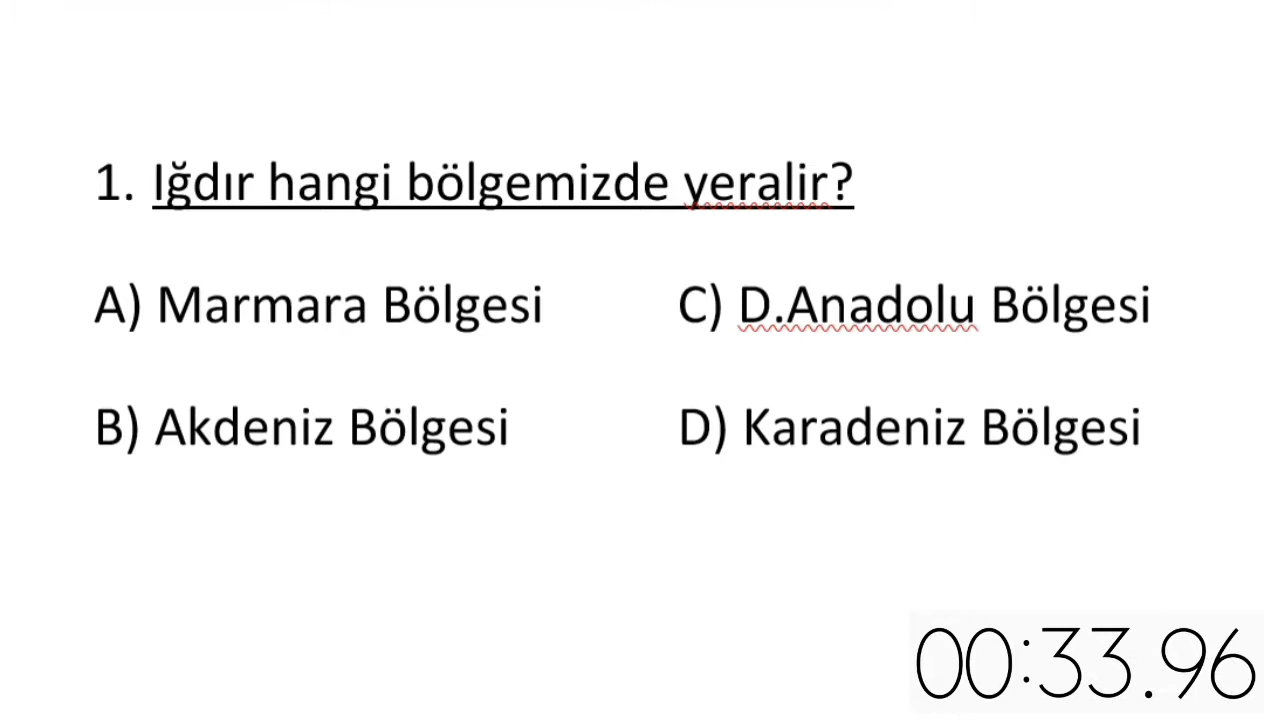 1. Iğdır hangi bölgemizde yeralir?
A) Marmara Bölgesi
C) D.Anadolu Bölgesi
B) Akdeniz Bölgesi
D) Karadeniz Bölgesi
00:33.96